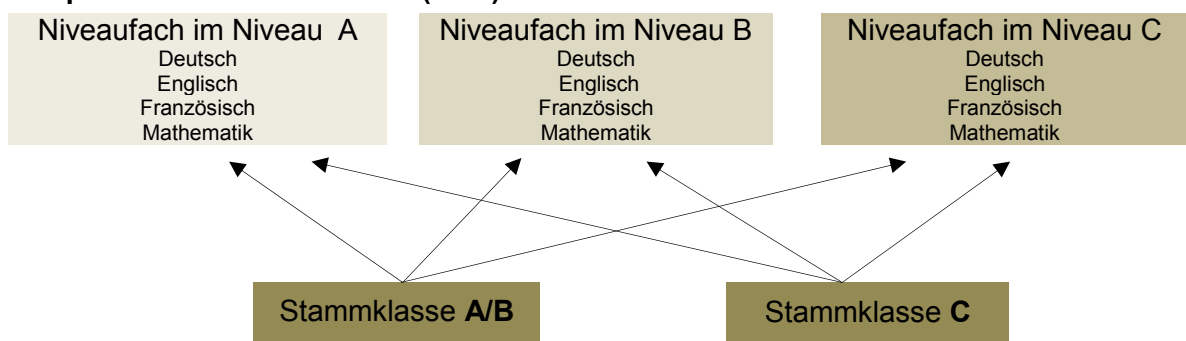 Niveaufach im Niveau A
Deutsch
Englisch
Französisch
Mathematik
Niveaufach im Niveau B
Deutsch
Englisch
Französisch
Mathematik
Niveaufach im Niveau C
Deutsch
Englisch
Französisch
Mathematik
Stammklasse A/B
Stammklasse C